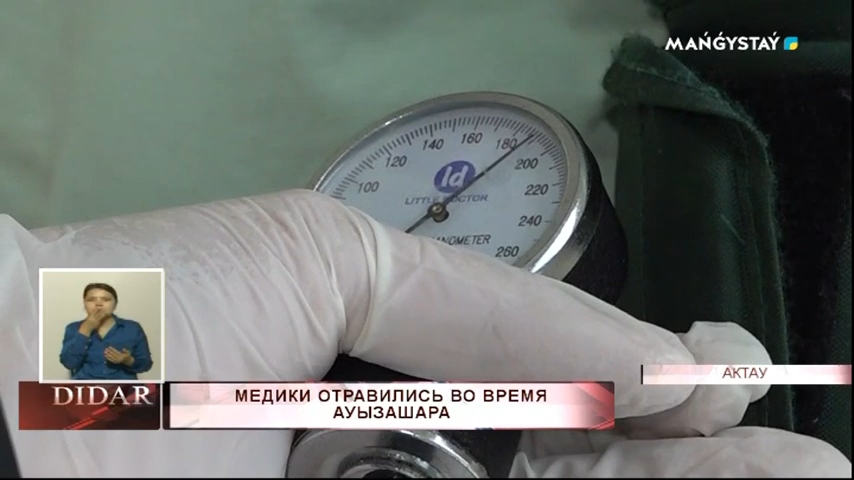 MAŃǴYSTAÝ
100 120 140 160 180 200 220 240 260
ld
LITTLE DOCTOR
АКТАУ
DIDAR
МЕДИКИ ОТРАВИЛИСЬ ВО ВРЕМЯ
АУЫЗАШАРА